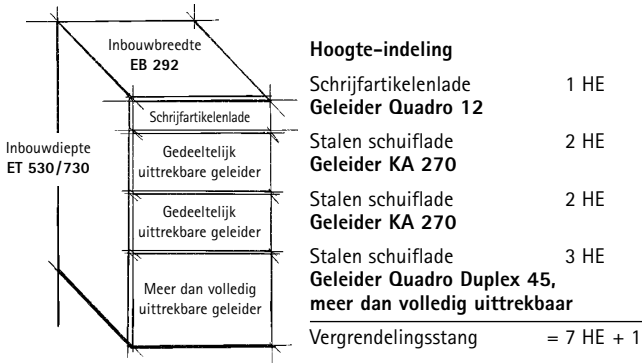 Inbouwbreedte
EB 292
Schrijfartikelenlade
Inbouwdiepte
ET 530/730
Gedeeltelijk
uittrekbare geleider
Gedeeltelijk
uittrekbare geleider
Meer dan volledig
uittrekbare geleider
Hoogte-indeling
Schrijfartikelenlade 1 HE
Geleider Quadro 12
Stalen schuiflade 2 HE
Geleider KA 270
Stalen schuiflade 2 HE
Geleider KA 270
Stalen schuiflade 3 HE
Geleider Quadro Duplex 45,
meer dan volledig uittrekbaar
Vergrendelingsstang = 7 HE + 1